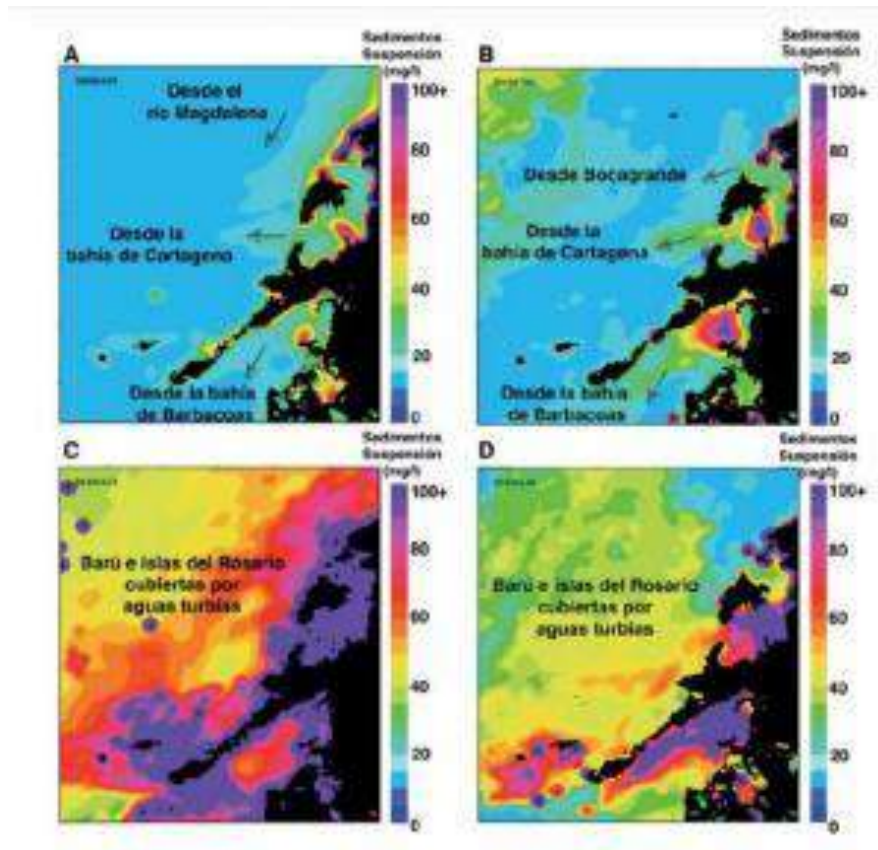 A
Sedimentos
Suspensión
(mg/l)
Desde el
río Magdalena
Desde la
bahía de Cartagena
Desde la bahía
de Barbacoas
100+
80
60
40
20
0
B
Sedimentos
Suspensión
(mg/l)
Desde Bocagrande
Desde la
bahía de Cartagena
Desde la bahía
de Barbacoas
100+
80
60
40
20
0
C
Sedimentos
Suspensión
(mg/l)
Barú e islas del Rosario
cubiertas por
aguas turbias
100+
80
60
40
20
0
D
Sedimentos
Suspensión
(mg/l)
Barú e islas del Rosario
cubiertas por
aguas turbias
100+
80
60
40
20
0